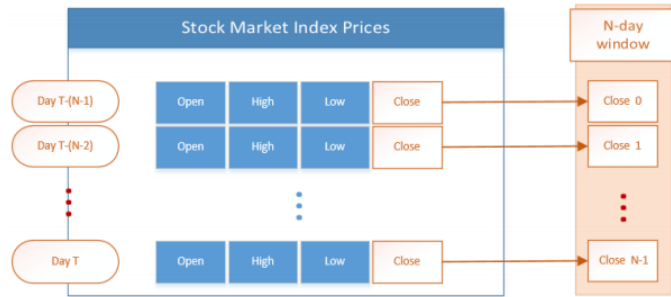 Stock Market Index Prices
N-day
window
Day T-(N-1) Open High Low Close Close 0
Day T-(N-2) Open High Low Close Close 1
Day T Open High Low Close Close N-1